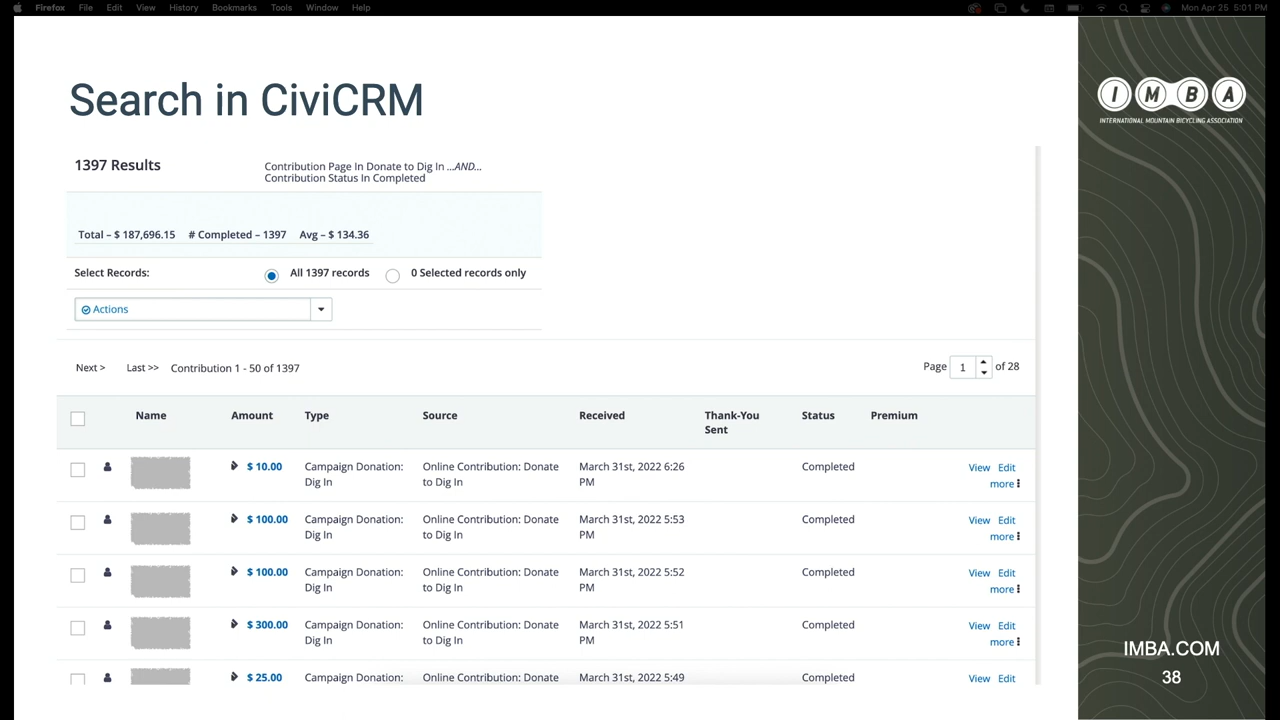 Firefox File Edit View History Bookmarks Tools Window Help Mon Apr 25 5:01 PM
Search in CiviCRM
I M B A
INTERNATIONAL MOUNTAIN BICYCLING ASSOCIATION
1397 Results
Contribution Page In Donate to Dig In ...AND...
Contribution Status In Completed
Total – $ 187,696.15 # Completed – 1397 Avg – $ 134.36
Select Records: All 1397 records 0 Selected records only
Actions
Next > Last >> Contribution 1 - 50 of 1397 Page 1 of 28
Name Amount Type Source Received Thank-You Status Premium
Sent
$ 10.00 Campaign Donation: Online Contribution: Donate March 31st, 2022 6:26 Completed View Edit
Dig In to Dig In PM more
$ 100.00 Campaign Donation: Online Contribution: Donate March 31st, 2022 5:53 Completed View Edit
Dig In to Dig In PM more
$ 100.00 Campaign Donation: Online Contribution: Donate March 31st, 2022 5:52 Completed View Edit
Dig In to Dig In PM more
$ 300.00 Campaign Donation: Online Contribution: Donate March 31st, 2022 5:51 Completed View Edit
Dig In to Dig In PM more
$ 25.00 Campaign Donation: Online Contribution: Donate March 31st, 2022 5:49 Completed View Edit
IMBA.COM
38